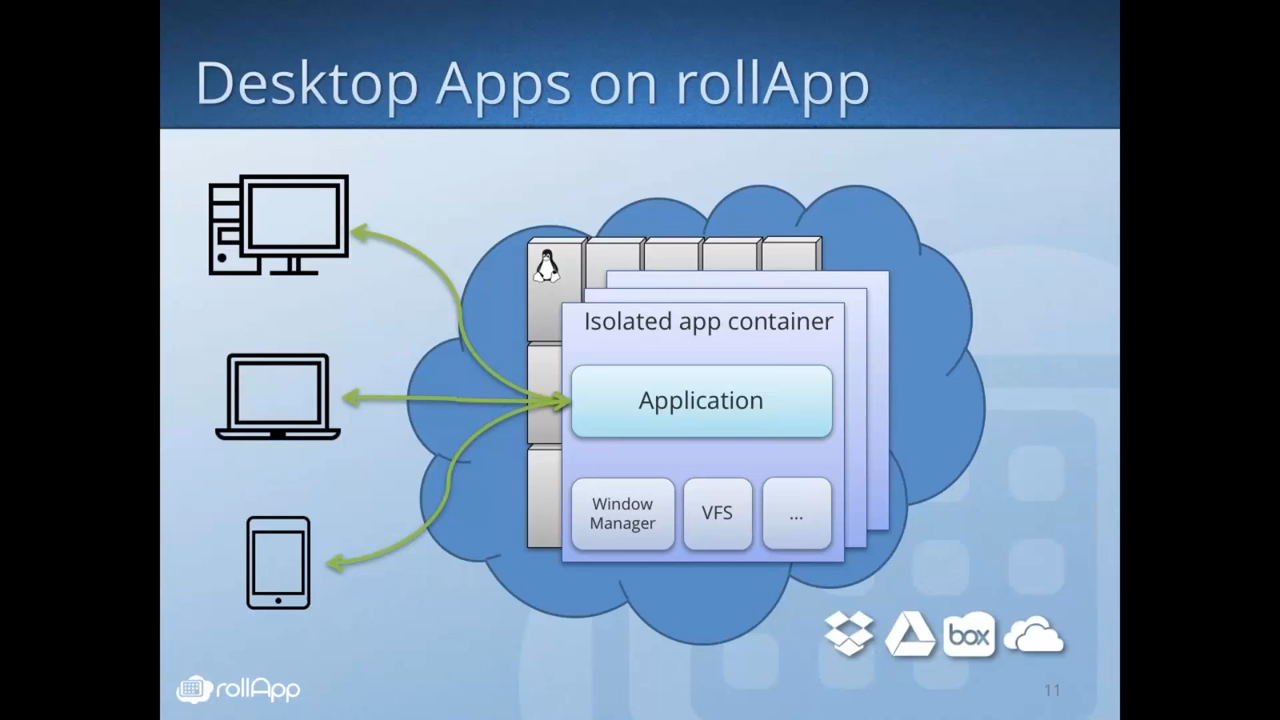 Desktop Apps on rollApp
Isolated app container
Application
Window
Manager
VFS
...
box
rollApp
11